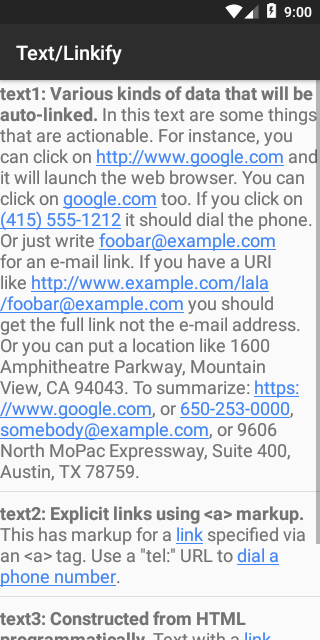 9:00
Text/Linkify
text1: Various kinds of data that will be
auto-linked. In this text are some things
that are actionable. For instance, you
can click on http://www.google.com and
it will launch the web browser. You can
click on google.com too. If you click on
(415) 555-1212 it should dial the phone.
Or just write foobar@example.com
for an e-mail link. If you have a URI
like http://www.example.com/lala
/foobar@example.com you should
get the full link not the e-mail address.
Or you can put a location like 1600
Amphitheatre Parkway, Mountain
View, CA 94043. To summarize: https:
//www.google.com, or 650-253-0000,
somebody@example.com, or 9606
North MoPac Expressway, Suite 400,
Austin, TX 78759.
text2: Explicit links using <a> markup.
This has markup for a link specified via
an <a> tag. Use a "tel:" URL to dial a
phone number.
text3: Constructed from HTML
programmatically. Text with a link